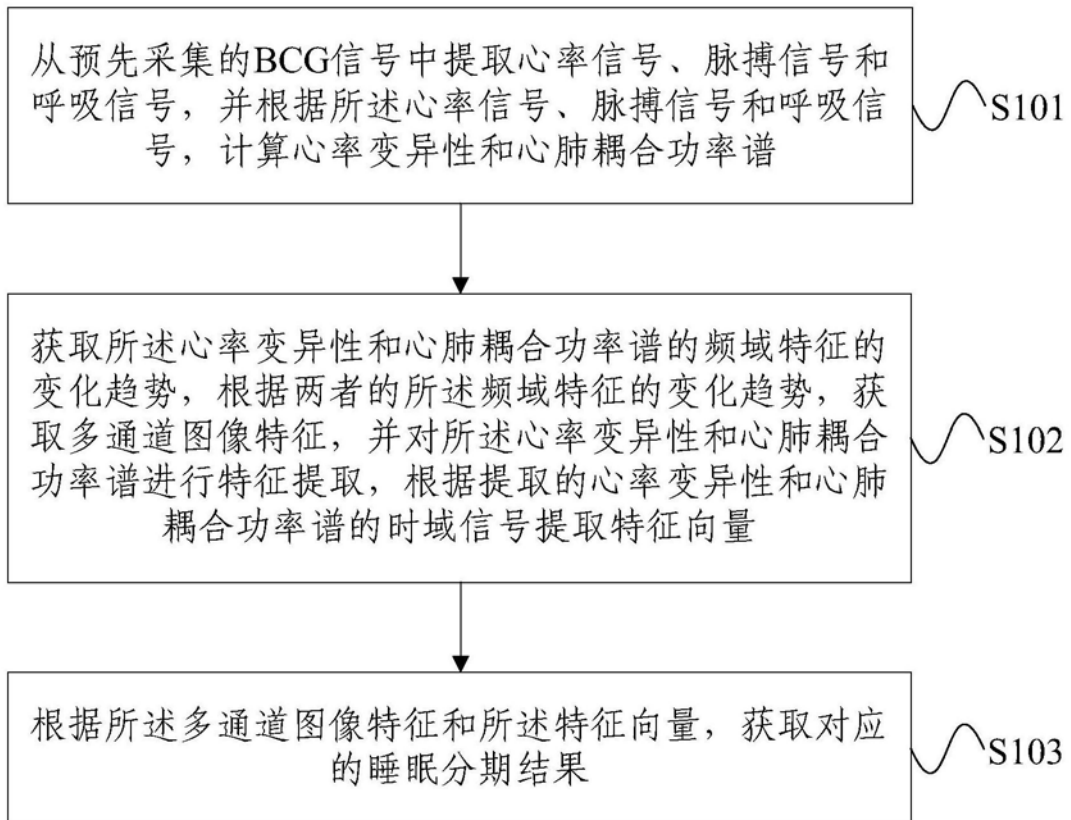 从预先采集的BCG信号中提取心率信号、脉搏信号和
呼吸信号，并根据所述心率信号、脉搏信号和呼吸信
号，计算心率变异性和心肺耦合功率谱
S101
获取所述心率变异性和心肺耦合功率谱的频域特征的
变化趋势，根据两者的所述频域特征的变化趋势，获
取多通道图像特征，并对所述心率变异性和心肺耦合
功率谱进行特征提取，根据提取的心率变异性和心肺
耦合功率谱的时域信号提取特征向量
S102
根据所述多通道图像特征和所述特征向量，获取对应
的睡眠分期结果
S103